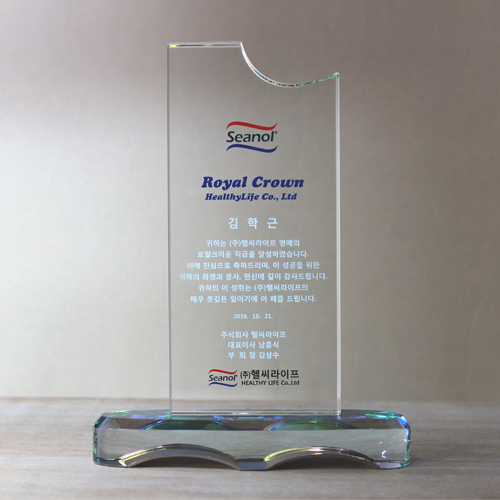 Seanol®
Royal Crown
HealthyLife Co., Ltd
김 학 근
귀하는 (주)헬씨라이프 명예의
로얄크라운 직급을 달성하였습니다.
이에 진심으로 축하드리며, 이 성공을 위한
귀하의 희생과 봉사, 헌신에 깊이 감사드립니다.
귀하의 이 성취는 (주)헬씨라이프의
매우 뜻깊은 일이기에 이 패를 드립니다.
2016. 10. 21.
주식회사 헬씨라이프
대표이사 남홍식
부 회 장 김상수
Seanol® (주)헬씨라이프
HEALTHY LIFE Co.,Ltd